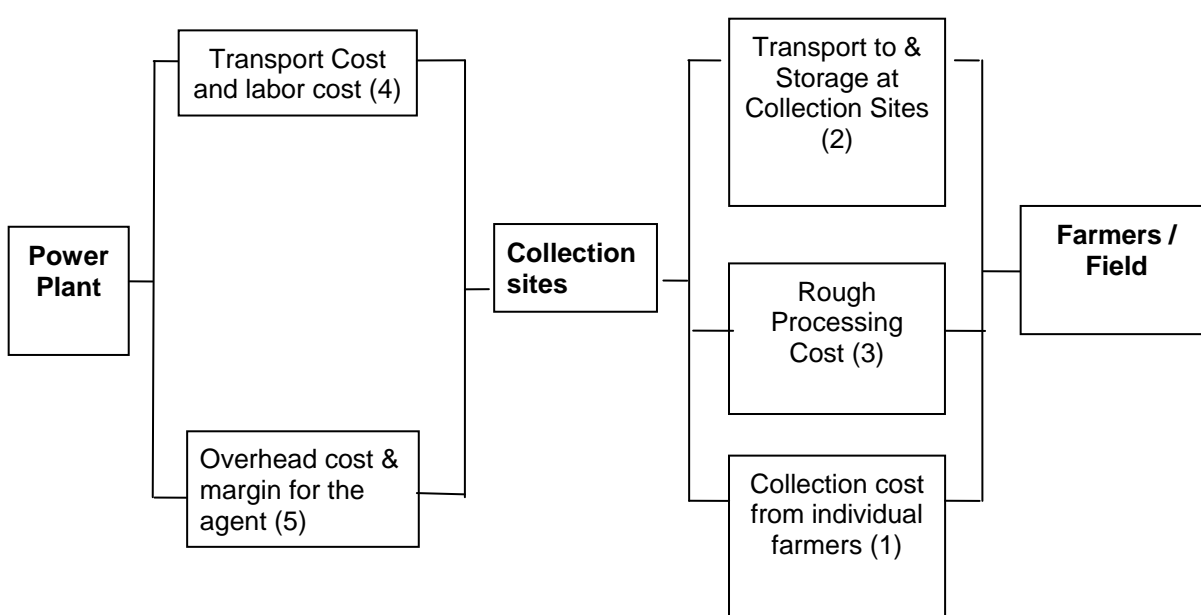 Power
Plant
Transport Cost
and labor cost (4)
Overhead cost &
margin for the
agent (5)
Collection
sites
Transport to &
Storage at
Collection Sites
(2)
Rough
Processing
Cost (3)
Collection cost
from individual
farmers (1)
Farmers /
Field